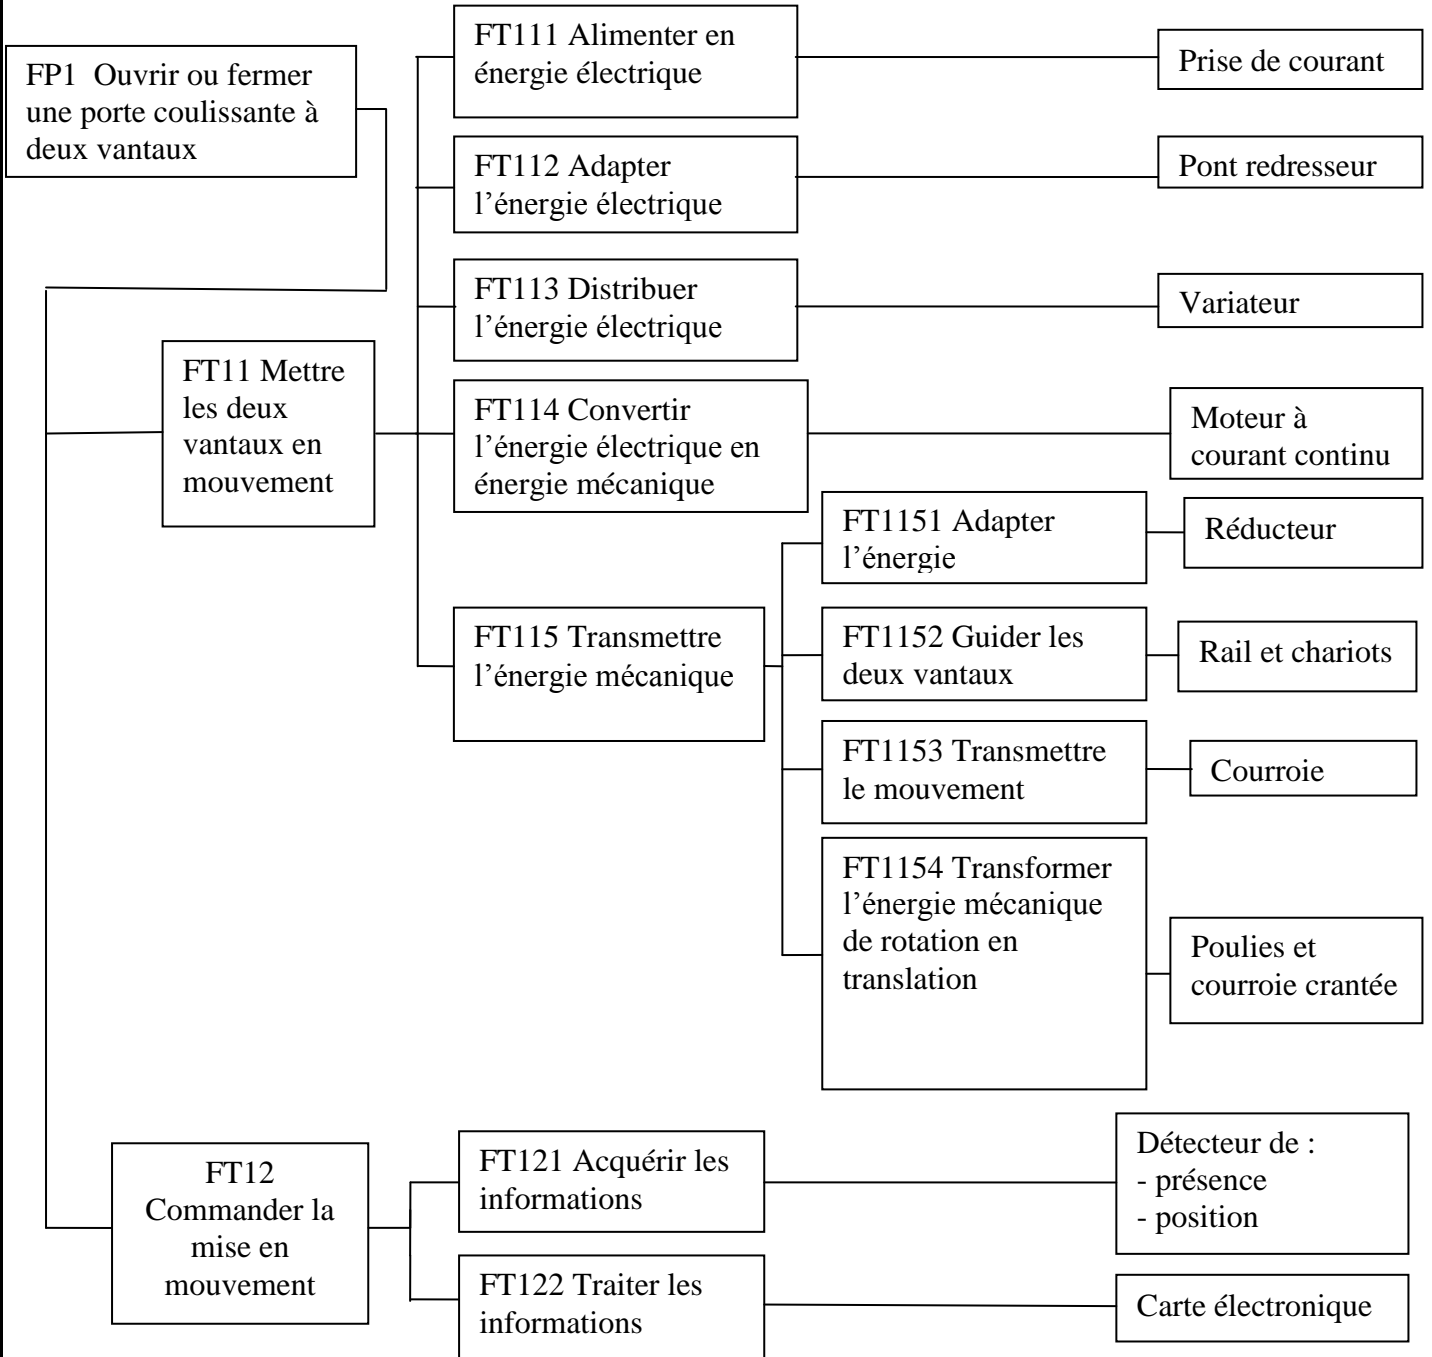 FP1 Ouvrir ou fermer
une porte coulissante à
deux vantaux
FT111 Alimenter en
énergie électrique
Prise de courant
FT112 Adapter
l’énergie électrique
Pont redresseur
FT113 Distribuer
l’énergie électrique
Variateur
FT11 Mettre
les deux
vantaux en
mouvement
FT114 Convertir
l’énergie électrique en
énergie mécanique
Moteur à
courant continu
FT115 Transmettre
l’énergie mécanique
FT1151 Adapter
l’énergie
Réducteur
FT1152 Guider les
deux vantaux
Rail et chariots
FT1153 Transmettre
le mouvement
Courroie
FT1154 Transformer
l’énergie mécanique
de rotation en
translation
Poulies et
courroie crantée
FT12
Commander la
mise en
mouvement
FT121 Acquérir les
informations
Détecteur de :
- présence
- position
FT122 Traiter les
informations
Carte électronique